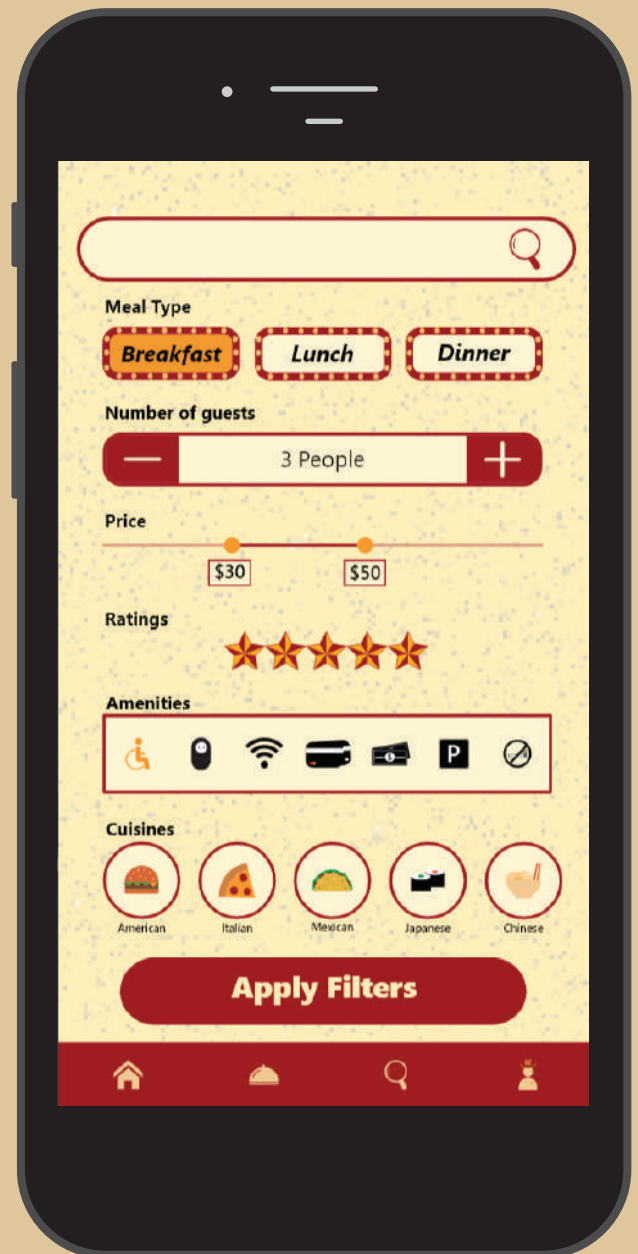 Meal Type
Breakfast Lunch Dinner
Number of guests
3 People
Price
$30 $50
Ratings
Amenities
P
Cuisines
American Italian Mexican Japanese Chinese
Apply Filters